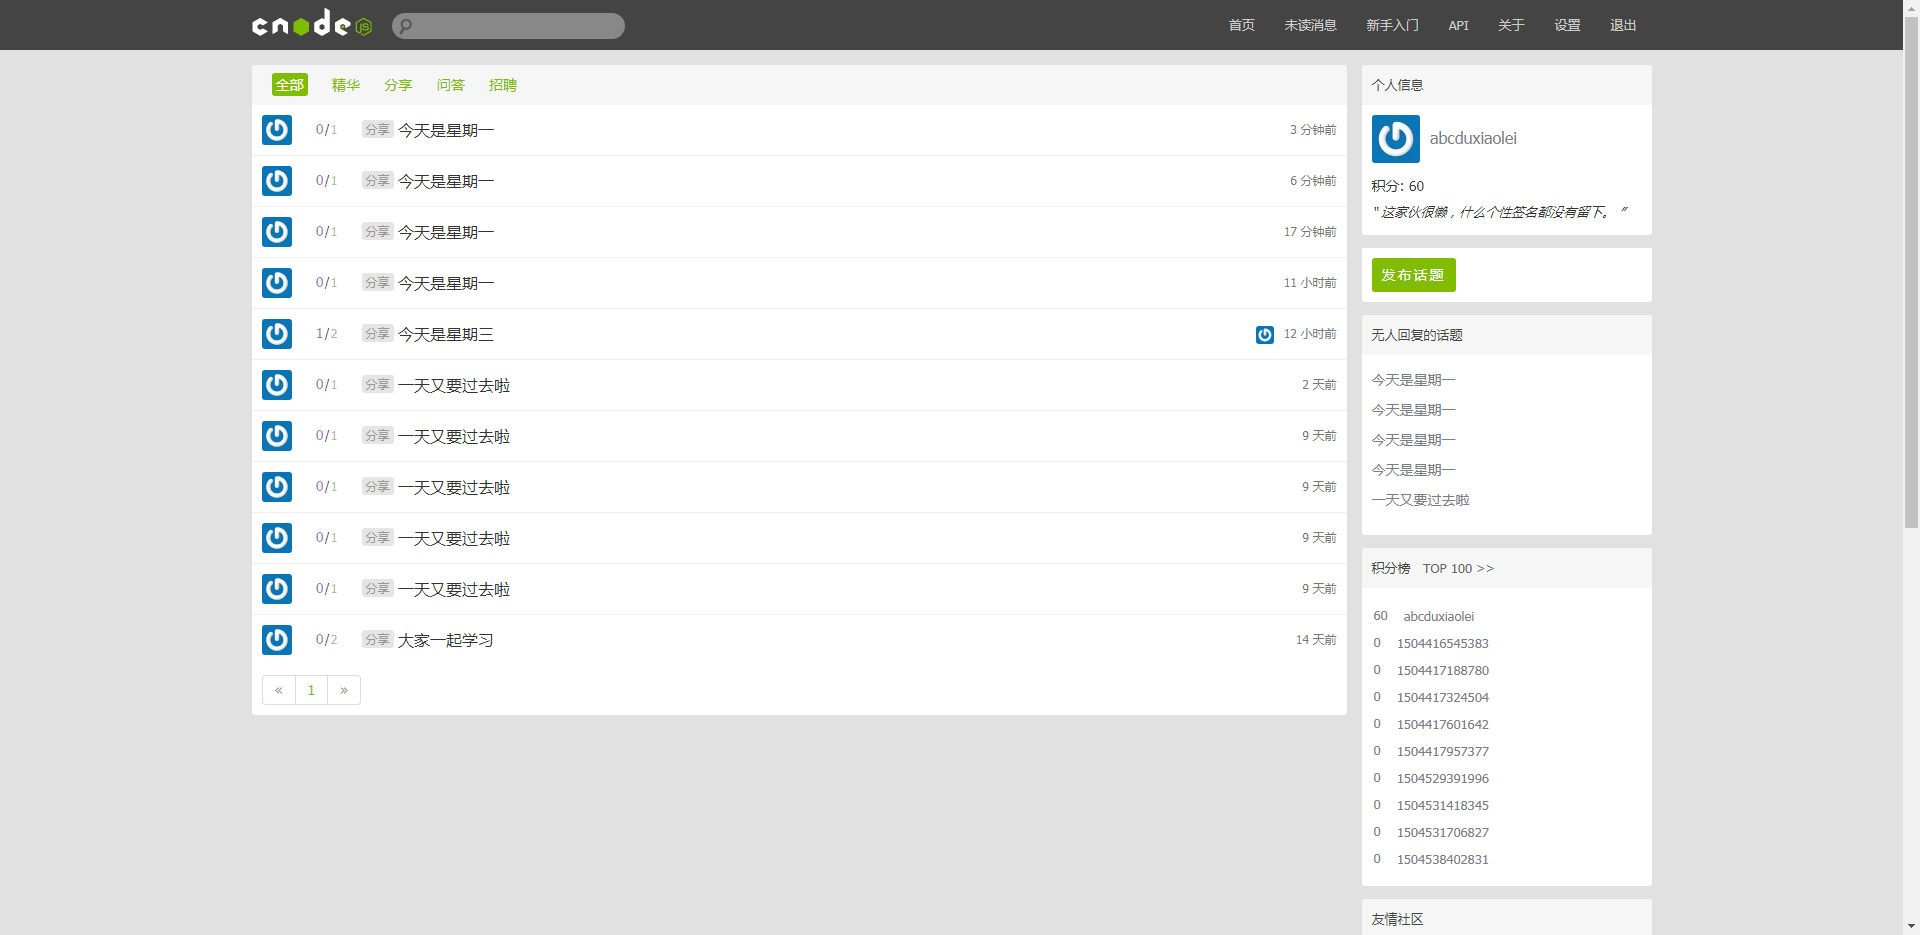 cnode JS
首页 未读消息 新手入门 API 关于 设置 退出
全部 精华 分享 问答 招聘
0/1 分享 今天是星期一 3 分钟前
0/1 分享 今天是星期一 6 分钟前
0/1 分享 今天是星期一 17 分钟前
0/1 分享 今天是星期一 11 小时前
1/2 分享 今天是星期三 12 小时前
0/1 分享 一天又要过去啦 2 天前
0/1 分享 一天又要过去啦 9 天前
0/1 分享 一天又要过去啦 9 天前
0/1 分享 一天又要过去啦 9 天前
0/1 分享 一天又要过去啦 9 天前
0/2 分享 大家一起学习 14 天前
« 1 »
个人信息
abcduxiaolei
积分: 60
" 这家伙很懒，什么个性签名都没有留下。 "
发布话题
无人回复的话题
今天是星期一
今天是星期一
今天是星期一
今天是星期一
一天又要过去啦
积分榜 TOP 100 >>
60 abcduxiaolei
0 1504416545383
0 1504417188780
0 1504417324504
0 1504417601642
0 1504417957377
0 1504529391996
0 1504531418345
0 1504531706827
0 1504538402831
友情社区